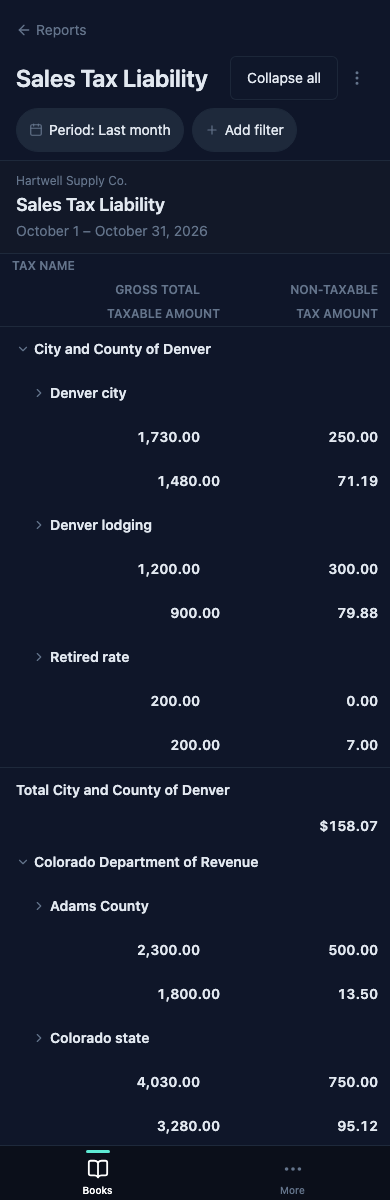 Reports
Sales Tax Liability
Collapse all
Period: Last month
Add filter
Hartwell Supply Co.
Sales Tax Liability
October 1 – October 31, 2026
TAX NAME
GROSS TOTAL NON-TAXABLE
TAXABLE AMOUNT TAX AMOUNT
City and County of Denver
Denver city
1,730.00 250.00
1,480.00 71.19
Denver lodging
1,200.00 300.00
900.00 79.88
Retired rate
200.00 0.00
200.00 7.00
Total City and County of Denver
$158.07
Colorado Department of Revenue
Adams County
2,300.00 500.00
1,800.00 13.50
Colorado state
4,030.00 750.00
3,280.00 95.12
Books More